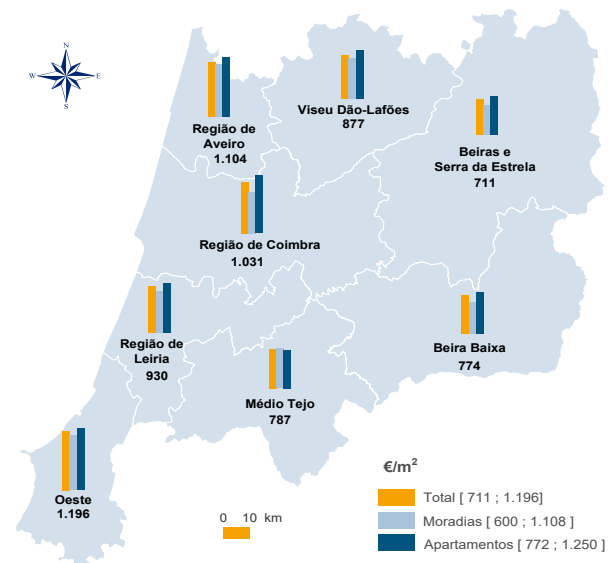 N
W E
S
Viseu Dão-Lafões
877
Região de
Aveiro
1.104
Beiras e
Serra da Estrela
711
Região de Coimbra
1.031
Região de
Leiria
930
Beira Baixa
774
Médio Tejo
787
Oeste
1.196
€/m²
Total [ 711 ; 1.196]
Moradias [ 600 ; 1.108 ]
Apartamentos [ 772 ; 1.250 ]
0 10 km